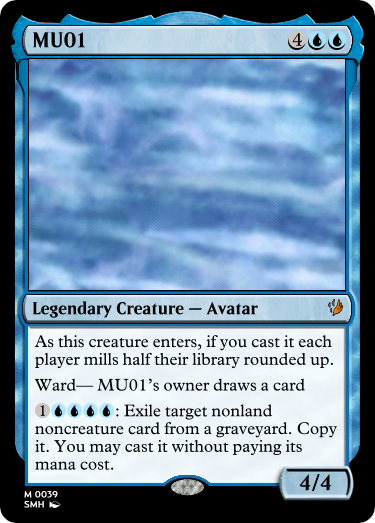 MU01 4
Legendary Creature — Avatar
As this creature enters, if you cast it each
player mills half their library rounded up.
Ward— MU01's owner draws a card
1: Exile target nonland
noncreature card from a graveyard. Copy
it. You may cast it without paying its
mana cost.
4/4
M 0039
SMH